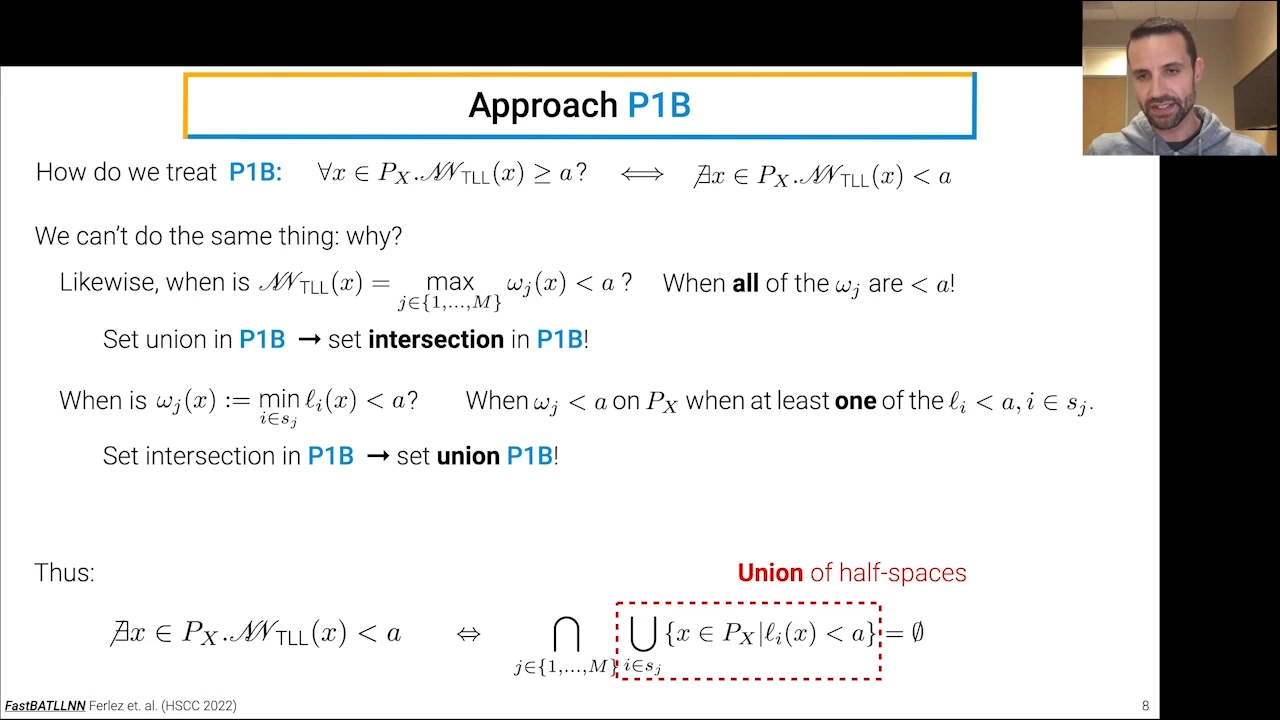 Approach P1B
How do we treat P1B: ∀x ∈ P_X.𝒩𝒩_TLL(x) ≥ a? ⟺ ∄x ∈ P_X.𝒩𝒩_TLL(x) < a
We can't do the same thing: why?
Likewise, when is 𝒩𝒩_TLL(x) = max_{j∈{1,...,M}} ω_j(x) < a ? When all of the ω_j are < a!
Set union in P1B → set intersection in P1B!
When is ω_j(x) := min_{i∈s_j} ℓ_i(x) < a? When ω_j < a on P_X when at least one of the ℓ_i < a, i ∈ s_j.
Set intersection in P1B → set union P1B!
Thus:
Union of half-spaces
∄x ∈ P_X.𝒩𝒩_TLL(x) < a ⇔ ⋂_{j∈{1,...,M}} ⋃_{i∈s_j} {x ∈ P_X|ℓ_i(x) < a} = ∅
FastBATLLNN Ferlez et. al. (HSCC 2022)
8